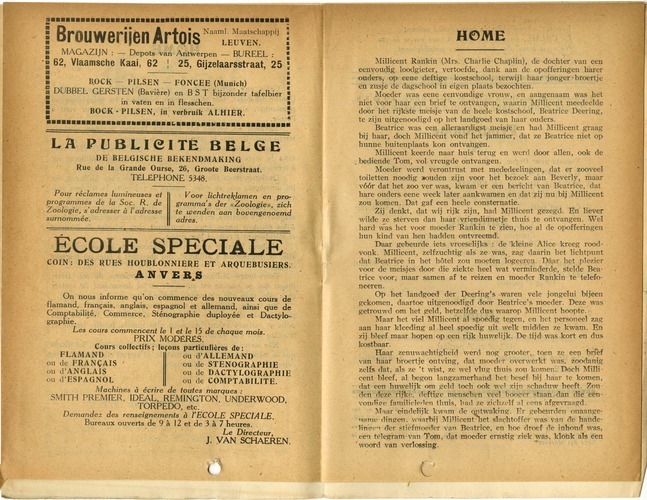 Brouwerijen Artois Naaml. Maatschappij
LEUVEN.
MAGAZIJN : — Depots van Antwerpen — BUREEL :
62, Vlaamsche Kaai, 62 | 25, Gijzelaarsstraat, 25
BOCK — PILSEN — FONCEE (Munich)
DUBBEL GERSTEN (Bavière) en B S T bijzonder tafelbier
in vaten en in flesschen.
BOCK - PILSEN, in verbruik ALHIER.
LA PUBLICITE BELGE
DE BELGISCHE BEKENDMAKING
Rue de la Grande Ourse, 26, Groote Beerstraat.
TELEPHONE 5348.
Pour réclames lumineuses et
programmes de la Soc. R. de
Zoologie, s'adresser à l'adresse
surnommée.
Voor lichtreklamen en pro-
gramma's der «Zoologie», zich
te wenden aan bovengenoemd
adres.
ÉCOLE SPECIALE
COIN: DES RUES HOUBLONNIERE ET ARQUEBUSIERS.
ANVERS
On nous informe qu'on commence des nouveaux cours de
flamand, français, anglais, espagnol et allemand, ainsi que de
Comptabilité, Commerce, Sténographie duployée et Dactylo-
graphie.
Les cours commencent le 1 et le 15 de chaque mois.
PRIX MODERES.
Cours collectifs; leçons particulières de:
FLAMAND
ou de FRANÇAIS
ou d'ANGLAIS
ou d'ESPAGNOL
ou d'ALLEMAND
ou de STENOGRAPHIE
ou de DACTYLOGRAPHIE
ou de COMPTABILITE.
Machines à écrire de toutes marques:
SMITH PREMIER, IDEAL, REMINGTON, UNDERWOOD,
TORPEDO, etc.
Demandez des renseignements à l'ECOLE SPECIALE.
Bureaux ouverts de 9 à 12 et de 3 à 7 heures.
Le Directeur,
J. VAN SCHAEREN.
HOME
Millicent Rankin (Mrs. Charlie Chaplin), de dochter van een
eenvoudig loodgieter, vertoefde, dank aan de opofferingen harer
ouders, op eene deftige kostschool, terwijl haar jonger broertje
en zusje de dagschool in eigen plaats bezochten.
Moeder was eene eenvoudige vrouw, en aangenaam was het
niet voor haar een brief te ontvangen, waarin Millicent meedeelde
door het rijkste meisje van de heele kostschool, Beatrice Deering,
te zijn uitgenoodigd op het landgoed van haar ouders.
Beatrice was een alleraardigst meisje en had Millicent graag
bij haar, doch Millicent vond het jammer, dat ze Beatrice niet op
hunne buitenplaats kon ontvangen.
Millicent keerde naar huis terug en werd door allen, ook de
bediende Tom, vol vreugde ontvangen.
Moeder werd verontrust met mededeelingen, dat er zooveel
toiletten noodig zouden zijn voor het bezoek aan Beverly, maar
vóór dat het zoo ver was, kwam er een bericht van Beatrice, dat
hare ouders eene week later aankwamen en dat zij nu bij Millicent
zou komen. Dat gaf een heele consternatie.
Zij denkt, dat wij rijk zijn, had Millicent gezegd. En liever
wilde ze sterven dan haar vriendinnetje thuis te ontvangen. Wel
hard was het voor moeder Rankin te zien, hoe al de opofferingen
hun kind van hen hadden ontvreemd.
Daar gebeurde iets vreeselijks : de kleine Alice kreeg rood-
vonk. Millicent, zelfzuchtig als ze was, zag daarin het lichtpunt
dat Beatrice in het hôtel zou moeten logeeren. Daar het plezier
voor de meisjes door die ziekte heel wat verminderde, stelde Bea-
trice voor, maar samen af te reizen en moeder Rankin te telefo-
neeren.
Op het landgoed der Deering's waren vele jongelui bijeen
gekomen, daartoe uitgenoodigd door Beatrice's moeder. Deze was
getrouwd om het geld, hetzelfde dus waarop Millicent hoopte.
Maar het viel Millicent al spoedig tegen, en het personeel zag
aan haar kleeding al heel spoedig uit welk midden ze kwam. En
zij bleef maar hopen op een rijk huwelijk. De tijd was kort en dus
kostbaar.
Haar zenuwachtigheid werd nog grooter, toen ze een brief
van haar broertje ontving, dat moeder overwerkt was, zoodanig
zelfs dat, als ze 't wist, ze wel vlug thuis zou komen. Doch Milli-
cent bleef, al begon langzamerhand het besef bij haar te komen,
dat een huwelijk om geld toch ook wel zijn schaduw heeft. Zou-
den deze rijke, deftige menschen veel hooger staan dan die een-
voudige familieleden thuis, had ze zichzelf al eens afgevraagd.
Maar eindelijk kwam de ontwaking. Er gebeurden onaange-
name dingen, waarbij Millicent het slachtoffer was van de hande-
lingen der stiefmoeder van Beatrice, en hoe droef de inhoud was,
een telegram van Tom, dat moeder ernstig ziek was, klonk als een
woord van verlossing.